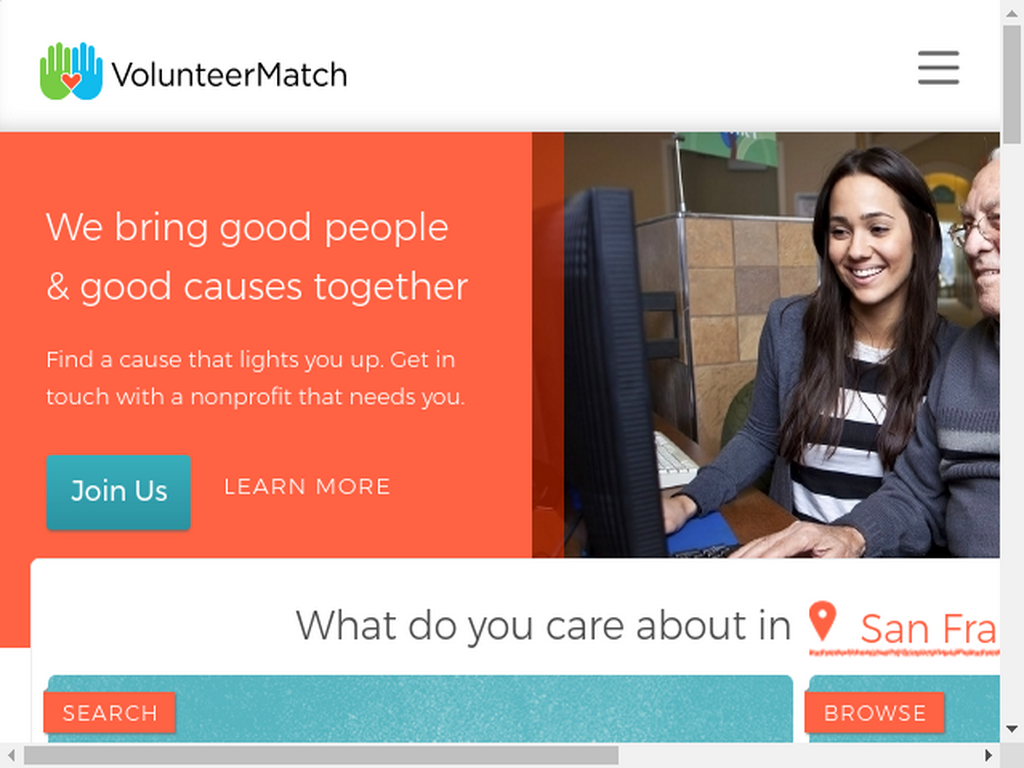 VolunteerMatch
We bring good people
& good causes together
Find a cause that lights you up. Get in
touch with a nonprofit that needs you.
Join Us
LEARN MORE
What do you care about in San Fra
SEARCH
BROWSE